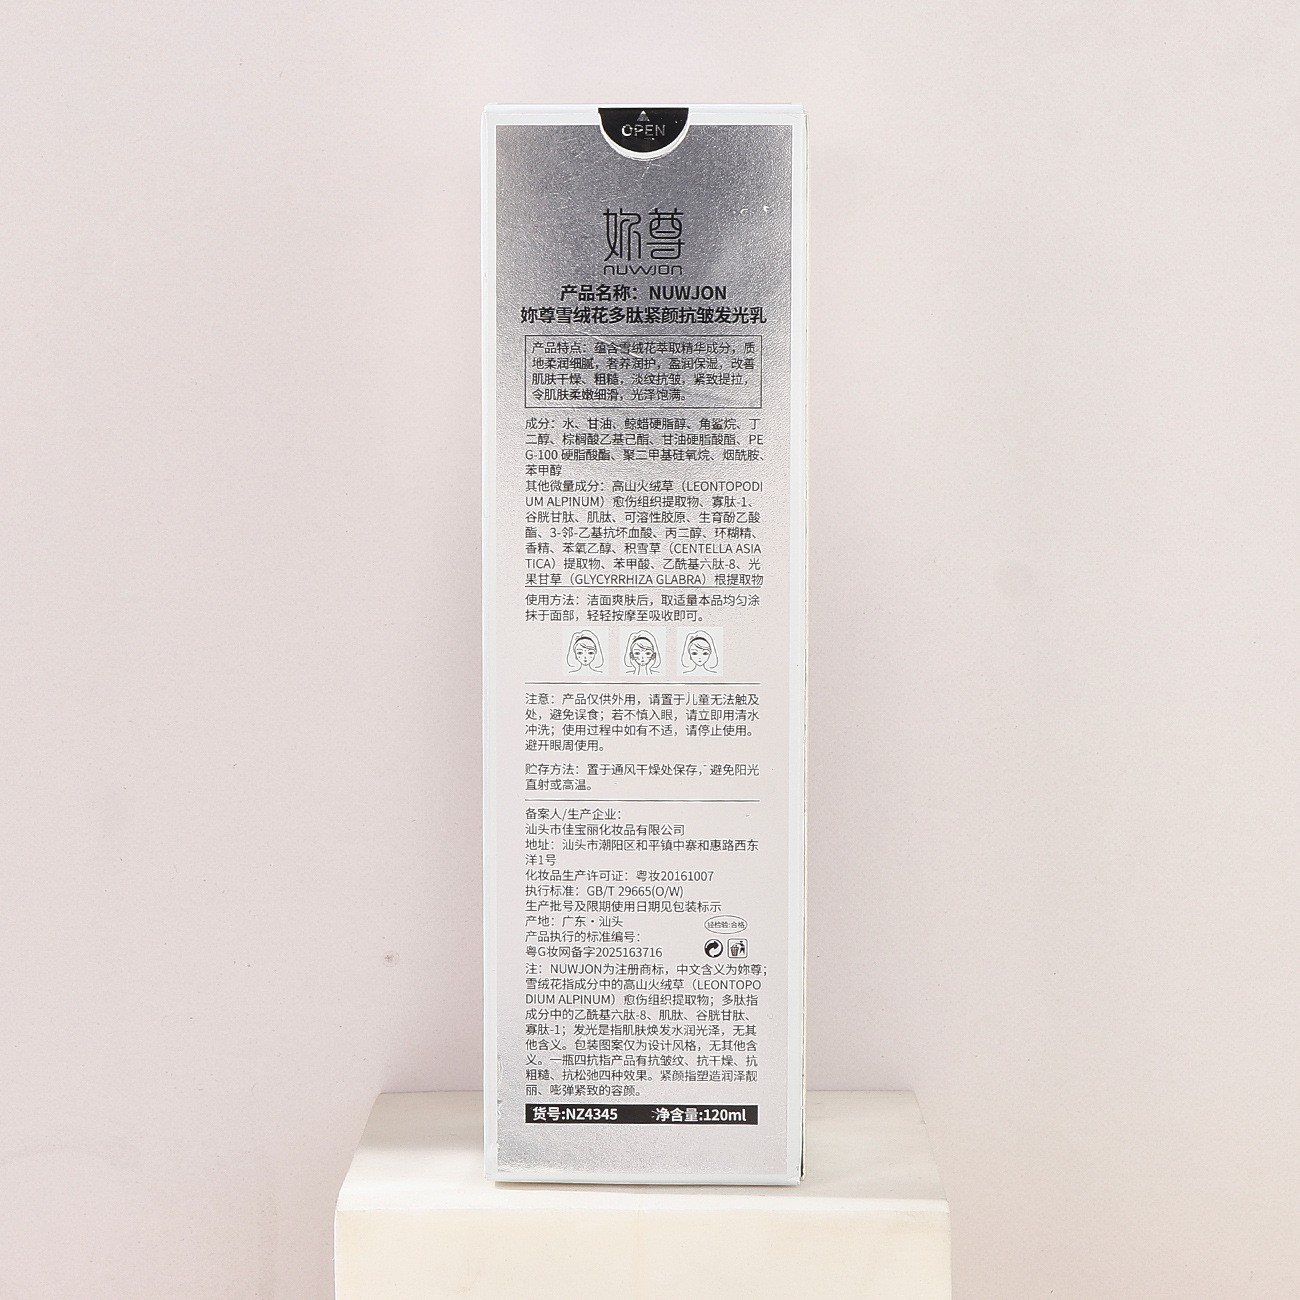 OPEN
妳尊
nuwjon
产品名称：NUWJON
妳尊雪绒花多肽紧颜抗皱发光乳
产品特点：蕴含雪绒花萃取精华成分，质
地柔润细腻，奢养润护，盈润保湿，改善
肌肤干燥、粗糙，淡纹抗皱，紧致提拉，
令肌肤柔嫩细滑，光泽饱满。
成分：水、甘油、鲸蜡硬脂醇、角鲨烷、丁
二醇、棕榈酸乙基己酯、甘油硬脂酸酯、PE
G-100 硬脂酸酯、聚二甲基硅氧烷、烟酰胺、
苯甲醇
其他微量成分：高山火绒草（LEONTOPODI
UM ALPINUM）愈伤组织提取物、寡肽-1、
谷胱甘肽、肌肽、可溶性胶原、生育酚乙酸
酯、3-邻-乙基抗坏血酸、丙二醇、环糊精、
香精、苯氧乙醇、积雪草（CENTELLA ASIA
TICA）提取物、苯甲酸、乙酰基六肽-8、光
果甘草（GLYCYRRHIZA GLABRA）根提取物
使用方法：洁面爽肤后，取适量本品均匀涂
抹于面部，轻轻按摩至吸收即可。
注意：产品仅供外用，请置于儿童无法触及
处，避免误食；若不慎入眼，请立即用清水
冲洗；使用过程中如有不适，请停止使用。
避开眼周使用。
贮存方法：置于通风干燥处保存，避免阳光
直射或高温。
备案人/生产企业：
汕头市佳宝丽化妆品有限公司
地址：汕头市潮阳区和平镇中寨和惠路西东
洋1号
化妆品生产许可证：粤妆20161007
执行标准：GB/T 29665(O/W)
生产批号及限期使用日期见包装标示
产地：广东·汕头
经检验:合格
产品执行的标准编号：
粤G妆网备字2025163716
注：NUWJON为注册商标，中文含义为妳尊；
雪绒花指成分中的高山火绒草（LEONTOPO
DIUM ALPINUM）愈伤组织提取物；多肽指
成分中的乙酰基六肽-8、肌肽、谷胱甘肽、
寡肽-1；发光是指肌肤焕发水润光泽，无其
他含义。包装图案仅为设计风格，无其他含
义。一瓶四抗指产品有抗皱纹、抗干燥、抗
粗糙、抗松弛四种效果。紧颜指塑造润泽靓
丽、嘭弹紧致的容颜。
货号:NZ4345 净含量:120ml